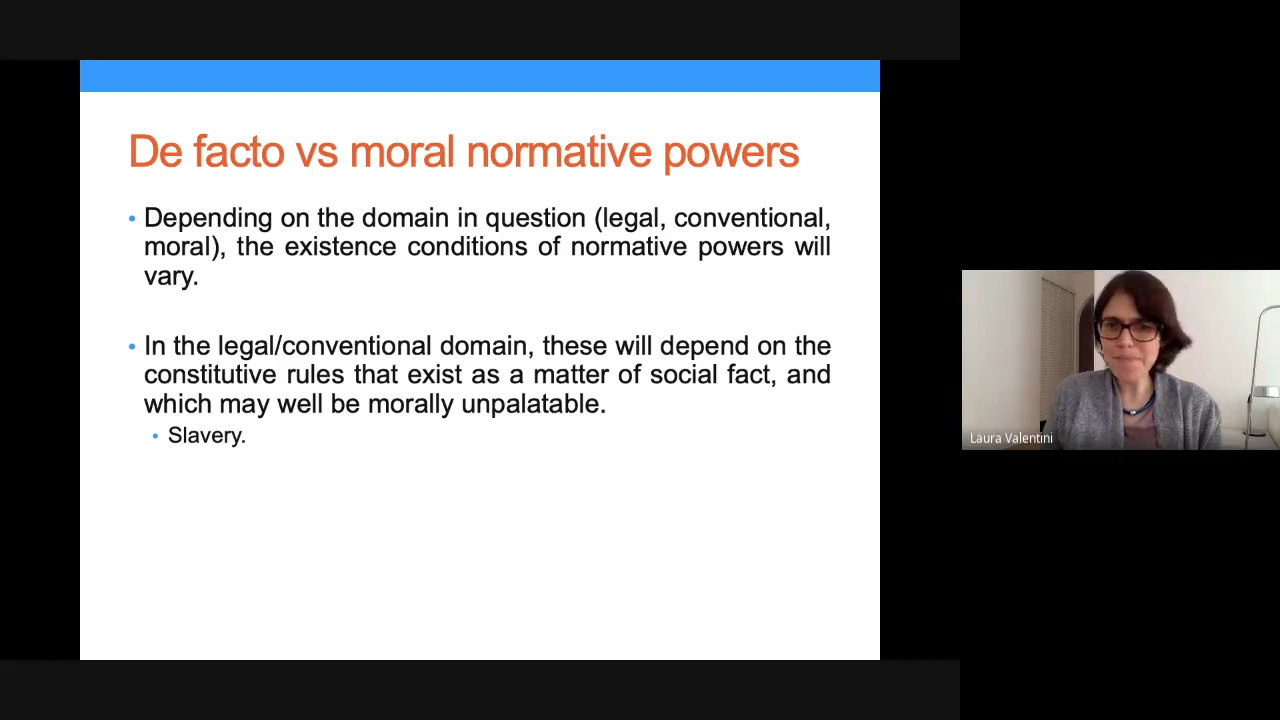 De facto vs moral normative powers
• Depending on the domain in question (legal, conventional,
moral), the existence conditions of normative powers will
vary.
• In the legal/conventional domain, these will depend on the
constitutive rules that exist as a matter of social fact, and
which may well be morally unpalatable.
• Slavery.
Laura Valentini